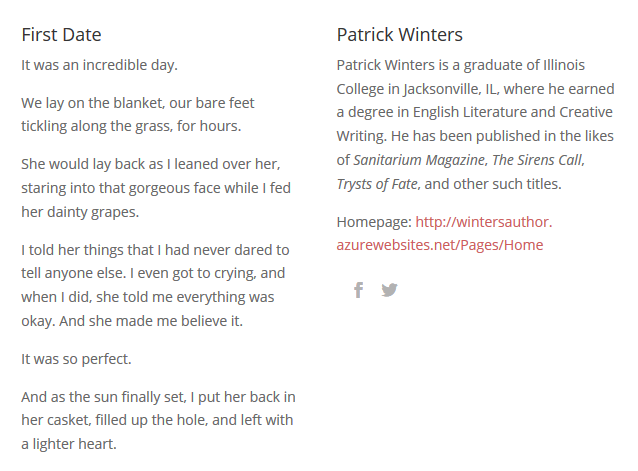 First Date
It was an incredible day.
We lay on the blanket, our bare feet
tickling along the grass, for hours.
She would lay back as I leaned over her,
staring into that gorgeous face while I fed
her dainty grapes.
I told her things that I had never dared to
tell anyone else. I even got to crying, and
when I did, she told me everything was
okay. And she made me believe it.
It was so perfect.
And as the sun finally set, I put her back in
her casket, filled up the hole, and left with
a lighter heart.
Patrick Winters
Patrick Winters is a graduate of Illinois
College in Jacksonville, IL, where he earned
a degree in English Literature and Creative
Writing. He has been published in the likes
of Sanitarium Magazine, The Sirens Call,
Trysts of Fate, and other such titles.
Homepage: http://wintersauthor.
azurewebsites.net/Pages/Home